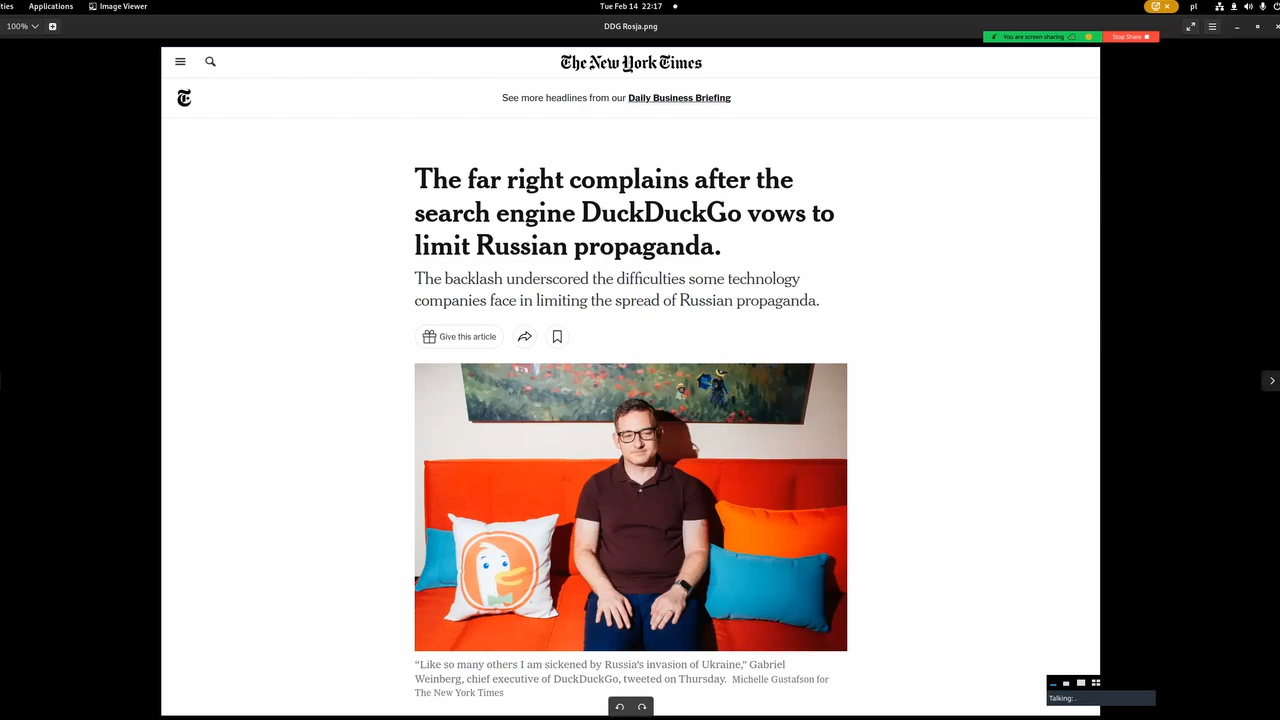 ities Applications Image Viewer Tue Feb 14 22:17 pl
100% DDG Rosja.png
You are screen sharing Stop Share
The New York Times
See more headlines from our Daily Business Briefing
The far right complains after the
search engine DuckDuckGo vows to
limit Russian propaganda.
The backlash underscored the difficulties some technology
companies face in limiting the spread of Russian propaganda.
Give this article
“Like so many others I am sickened by Russia's invasion of Ukraine,” Gabriel
Weinberg, chief executive of DuckDuckGo, tweeted on Thursday. Michelle Gustafson for
The New York Times
Talking: .